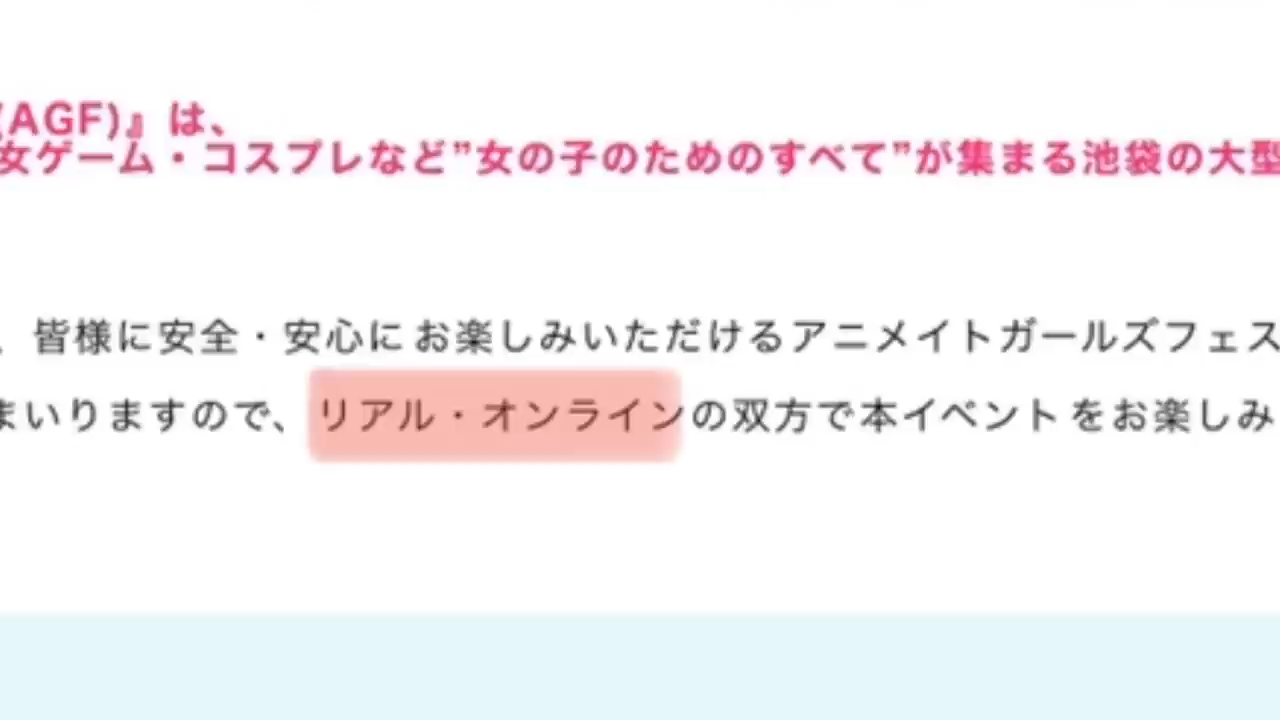 (AGF)』は、
女ゲーム・コスプレなど”女の子のためのすべて”が集まる池袋の大型
、皆様に安全・安心に お楽しみいただけるアニメイトガールズフェス
まいりますので、リアル・オンラインの双方で本イベント をお楽しみ